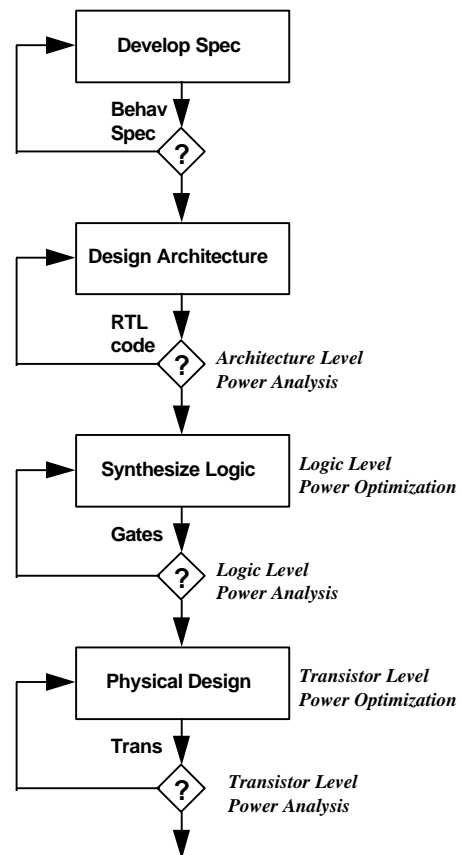 Develop Spec
Behav
Spec
?
Design Architecture
RTL
code
?
Architecture Level
Power Analysis
Synthesize Logic
Logic Level
Power Optimization
Gates
?
Logic Level
Power Analysis
Physical Design
Transistor Level
Power Optimization
Trans
?
Transistor Level
Power Analysis